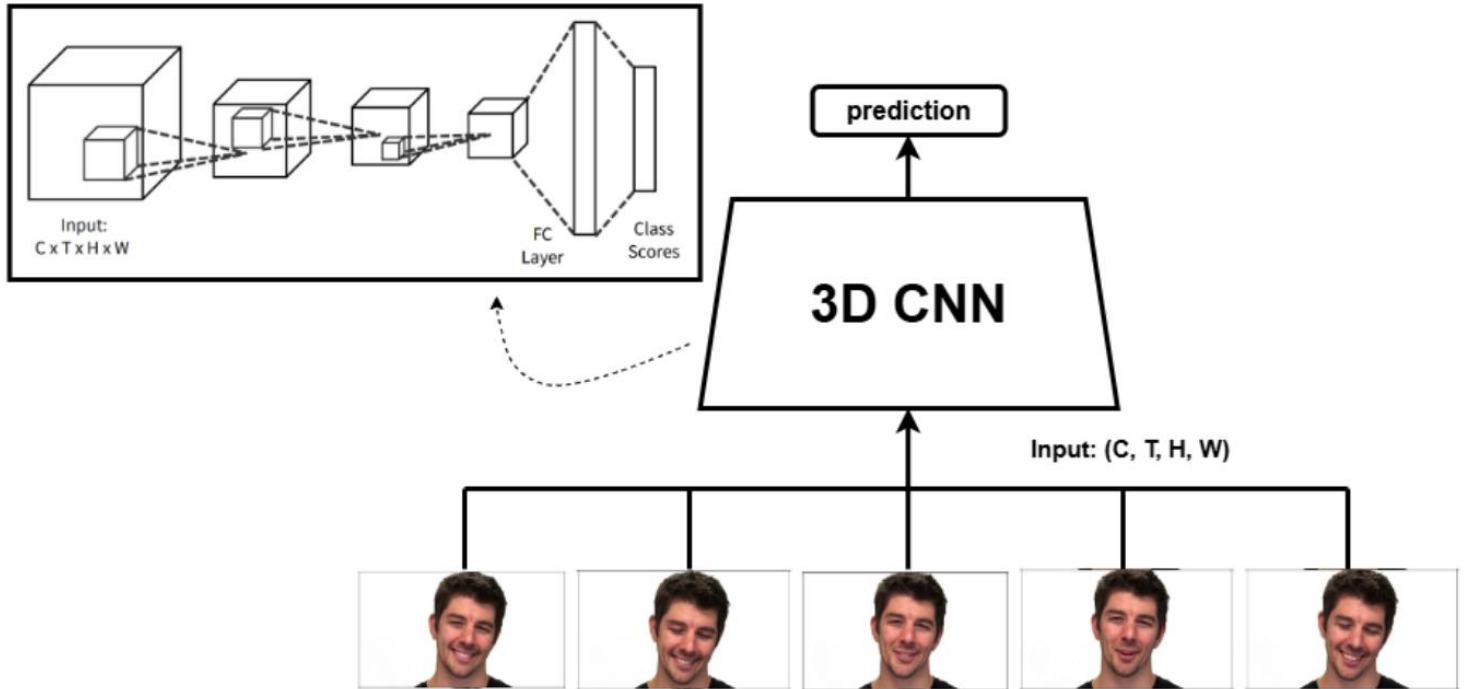 Input:
C x T x H x W
FC
Layer
Class
Scores
prediction
3D CNN
Input: (C, T, H, W)